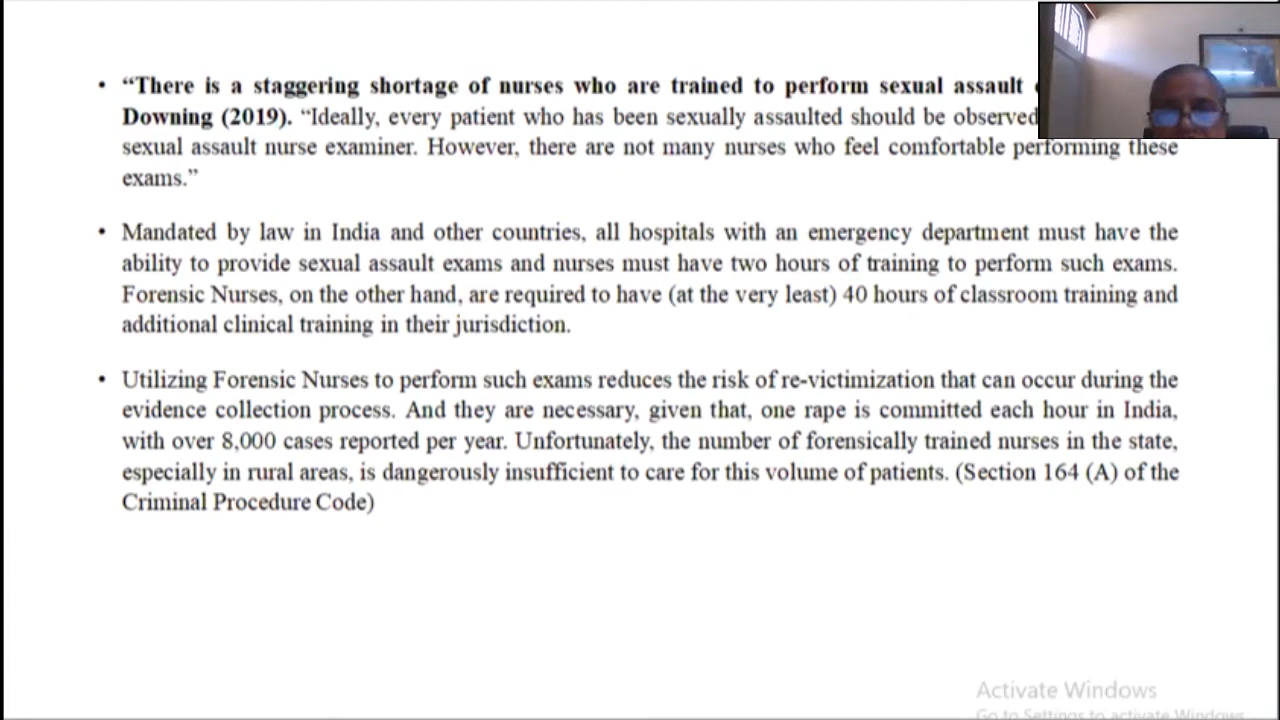 • “There is a staggering shortage of nurses who are trained to perform sexual assault
Downing (2019). “Ideally, every patient who has been sexually assaulted should be observed
sexual assault nurse examiner. However, there are not many nurses who feel comfortable performing these
exams.”
• Mandated by law in India and other countries, all hospitals with an emergency department must have the
ability to provide sexual assault exams and nurses must have two hours of training to perform such exams.
Forensic Nurses, on the other hand, are required to have (at the very least) 40 hours of classroom training and
additional clinical training in their jurisdiction.
• Utilizing Forensic Nurses to perform such exams reduces the risk of re-victimization that can occur during the
evidence collection process. And they are necessary, given that, one rape is committed each hour in India,
with over 8,000 cases reported per year. Unfortunately, the number of forensically trained nurses in the state,
especially in rural areas, is dangerously insufficient to care for this volume of patients. (Section 164 (A) of the
Criminal Procedure Code)
Activate Windows
Go to Settings to activate Windows.